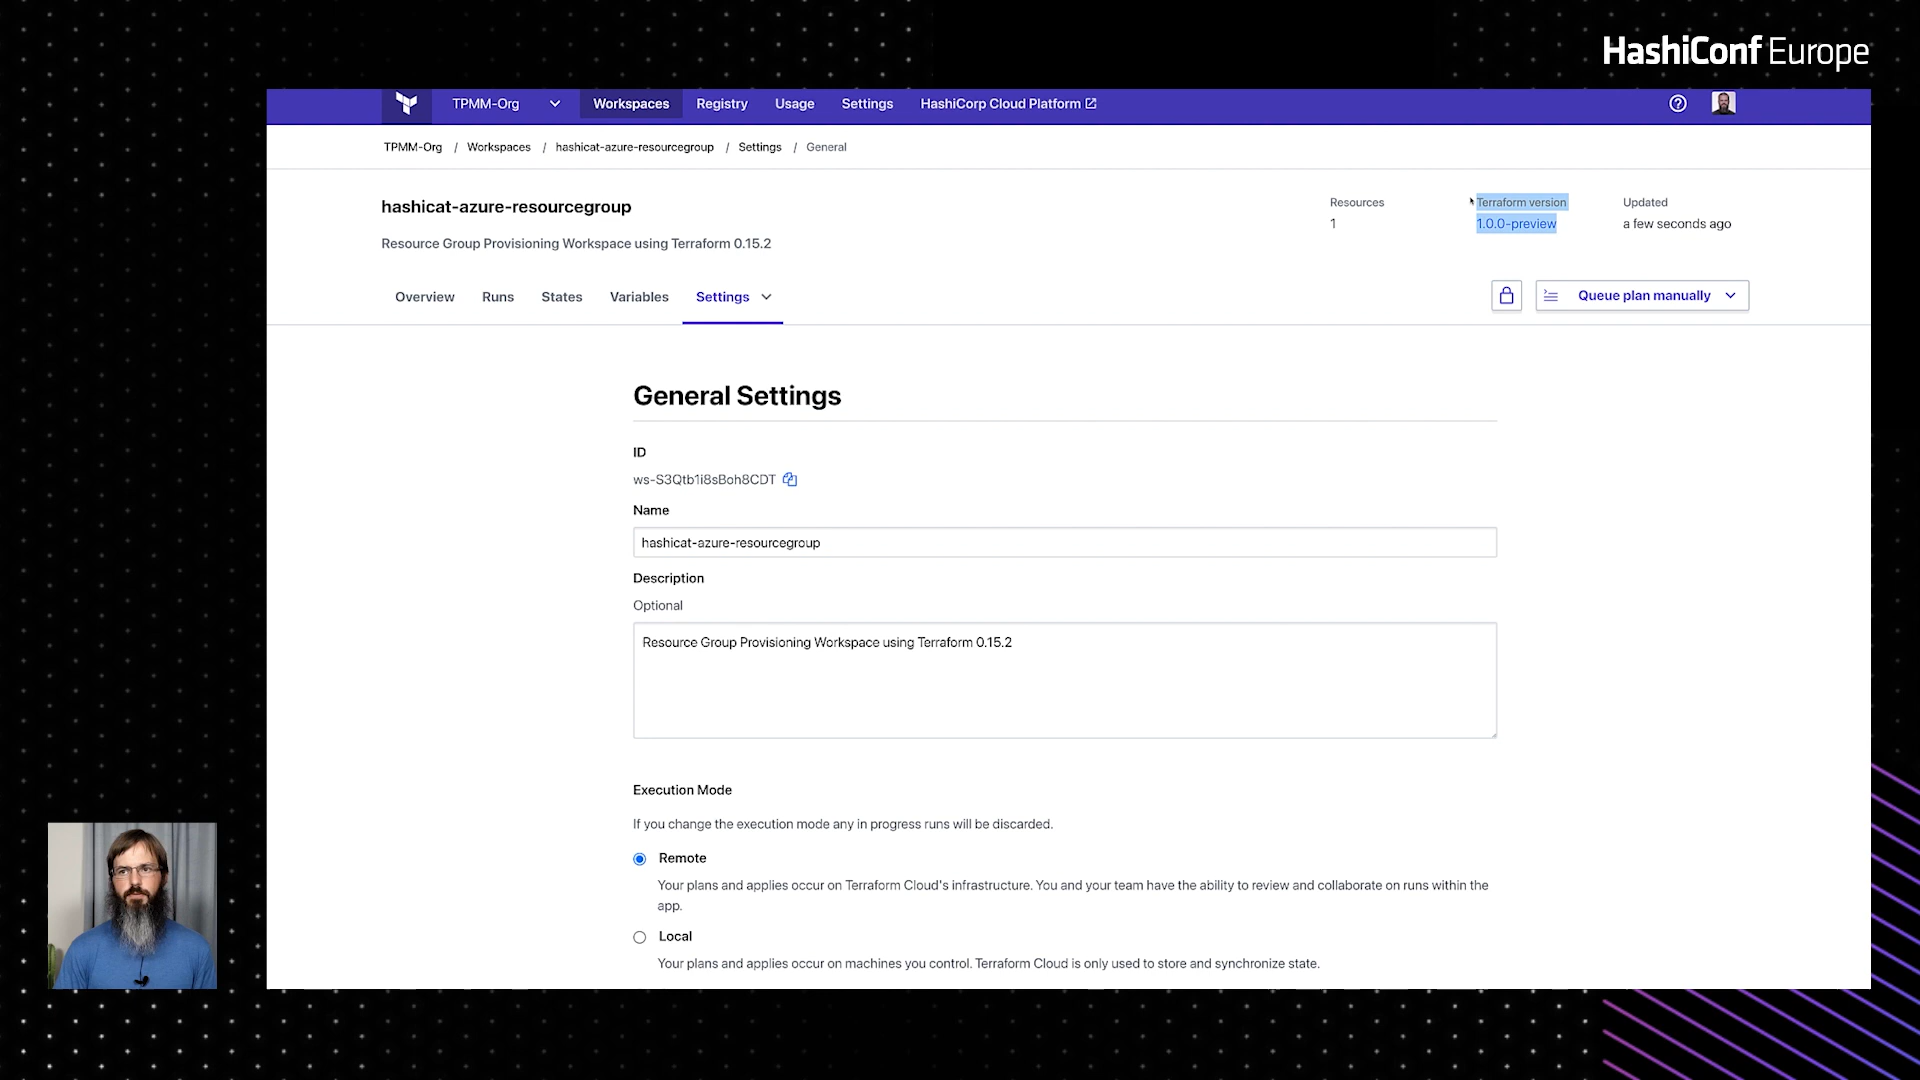 HashiConf Europe
TPMM-Org
Workspaces
Registry
Usage
Settings
HashiCorp Cloud Platform
TPMM-Org / Workspaces / hashicat-azure-resourcegroup / Settings / General
hashicat-azure-resourcegroup
Resource Group Provisioning Workspace using Terraform 0.15.2
Resources
1
Terraform version
1.0.0-preview
Updated
a few seconds ago
Overview
Runs
States
Variables
Settings
Queue plan manually
General Settings
ID
ws-S3Qtb1i8sBoh8CDT
Name
hashicat-azure-resourcegroup
Description
Optional
Resource Group Provisioning Workspace using Terraform 0.15.2
Execution Mode
If you change the execution mode any in progress runs will be discarded.
Remote
Your plans and applies occur on Terraform Cloud's infrastructure. You and your team have the ability to review and collaborate on runs within the
app.
Local
Your plans and applies occur on machines you control. Terraform Cloud is only used to store and synchronize state.